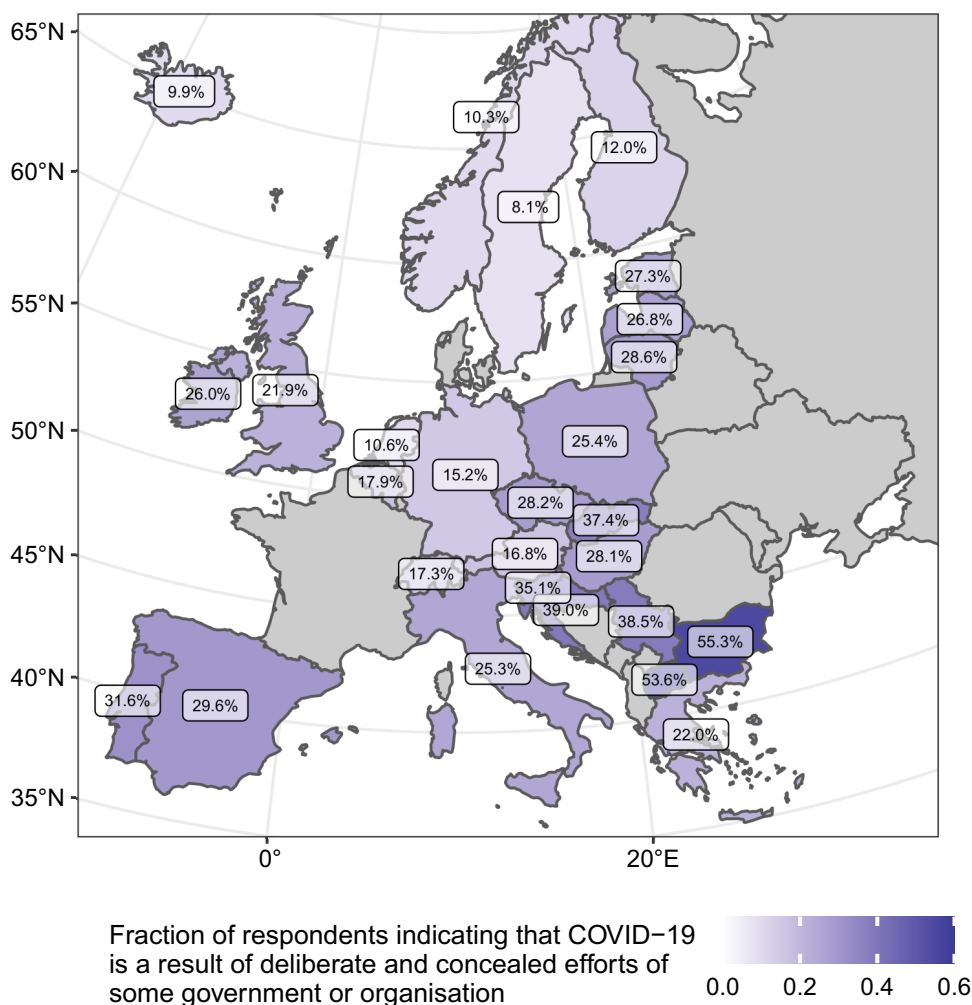 65°N
9.9%
10.3%
12.0%
60°N
8.1%
27.3%
55°N
26.8%
28.6%
26.0%
21.9%
50°N
25.4%
10.6%
15.2%
17.9%
28.2%
37.4%
45°N
16.8%
28.1%
17.3%
35.1%
39.0%
38.5%
55.3%
40°N
25.3%
53.6%
31.6%
29.6%
22.0%
35°N
0°
20°E
Fraction of respondents indicating that COVID−19
is a result of deliberate and concealed efforts of
some government or organisation
0.0 0.2 0.4 0.6